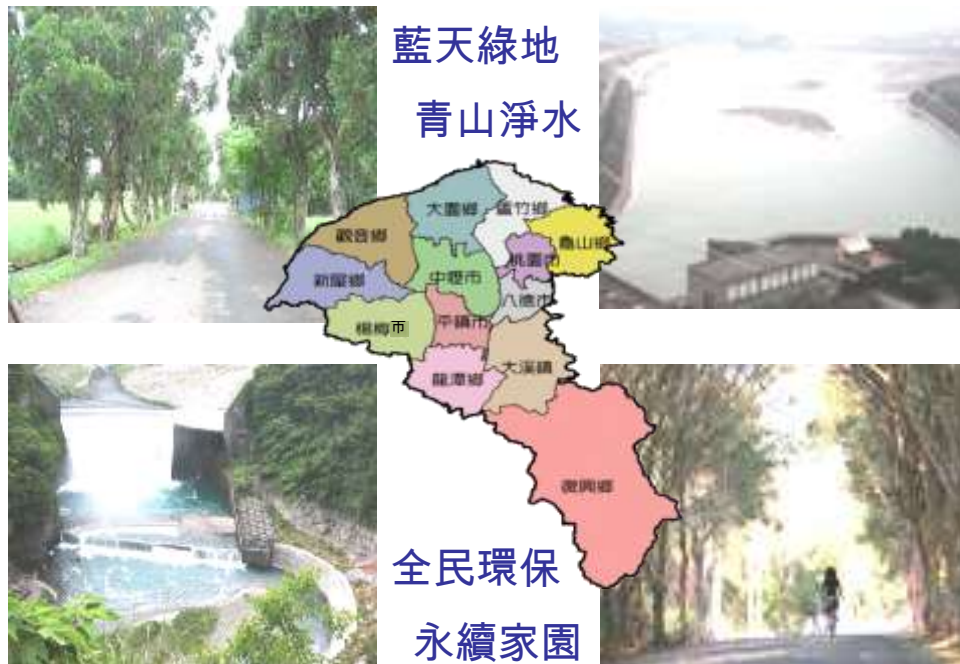 藍天綠地
青山淨水
大園鄉
蘆竹鄉
觀音鄉
龜山鄉
桃園市
新屋鄉
中壢市
八德市
楊梅市
平鎮市
大溪鎮
龍潭鄉
復興鄉
全民環保
永續家園